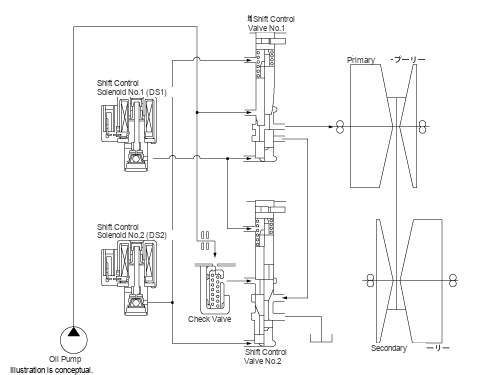 Shift Control
Valve No.1
Primary
プーリー
Shift Control
Solenoid No.1 (DS1)
Shift Control
Solenoid No.2 (DS2)
Check Valve
Oil Pump
Shift Control
Valve No.2
Secondary
ーリー
Illustration is conceptual.